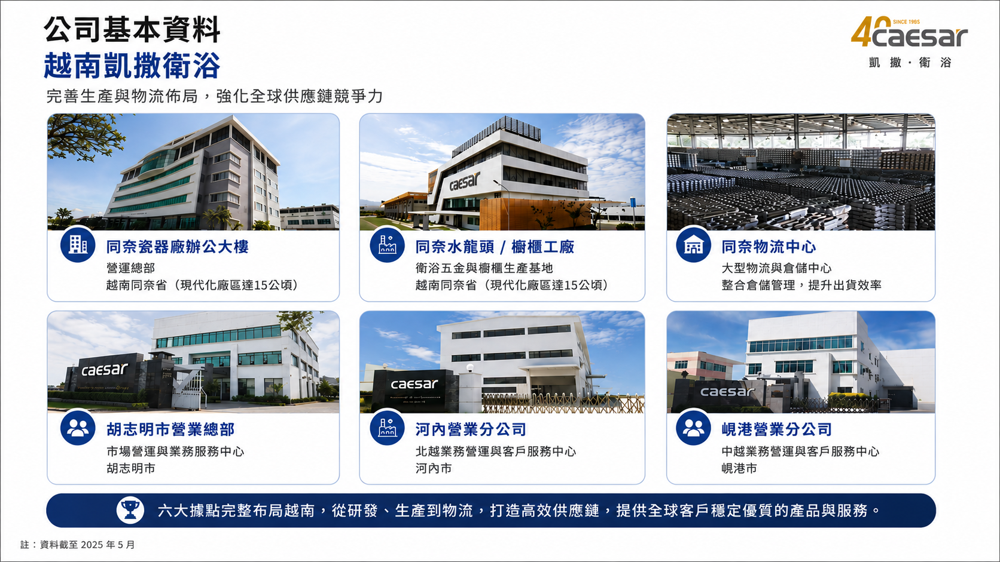 公司基本資料
越南凱撒衛浴
完善生產與物流佈局，強化全球供應鏈競爭力
40 SINCE 1985
caesar
凱撒·衛浴
caesar
同奈瓷器廠辦公大樓
營運總部
越南同奈省（現代化廠區達15公頃）
同奈水龍頭 / 櫥櫃工廠
衛浴五金與櫥櫃生產基地
越南同奈省（現代化廠區達15公頃）
同奈物流中心
大型物流與倉儲中心
整合倉儲管理，提升出貨效率
caesar
caesar
caesar
胡志明市營業總部
市場營運與業務服務中心
胡志明市
河內營業分公司
北越業務營運與客戶服務中心
河內市
峴港營業分公司
中越業務營運與客戶服務中心
峴港市
六大據點完整布局越南，從研發、生產到物流，打造高效供應鏈，提供全球客戶穩定優質的產品與服務。
註：資料截至 2025 年 5 月